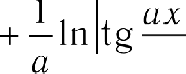 + 1/a ln|tg ax